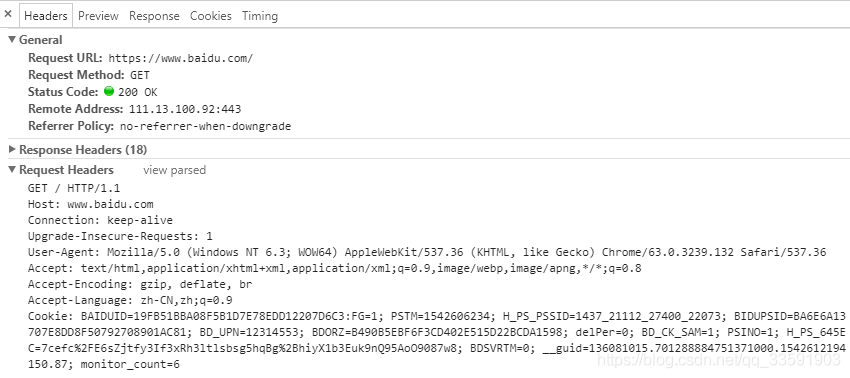 × Headers Preview Response Cookies Timing
▼ General
Request URL: https://www.baidu.com/
Request Method: GET
Status Code: 200 OK
Remote Address: 111.13.100.92:443
Referrer Policy: no-referrer-when-downgrade
▶ Response Headers (18)
▼ Request Headers view parsed
GET / HTTP/1.1
Host: www.baidu.com
Connection: keep-alive
Upgrade-Insecure-Requests: 1
User-Agent: Mozilla/5.0 (Windows NT 6.3; WOW64) AppleWebKit/537.36 (KHTML, like Gecko) Chrome/63.0.3239.132 Safari/537.36
Accept: text/html,application/xhtml+xml,application/xml;q=0.9,image/webp,image/apng,*/*;q=0.8
Accept-Encoding: gzip, deflate, br
Accept-Language: zh-CN,zh;q=0.9
Cookie: BAIDUID=19FB51BBA08F5B1D7E78EDD12207D6C3:FG=1; PSTM=1542606234; H_PS_PSSID=1437_21112_27400_22073; BIDUPSID=BA6E6A13
707E8DD8F50792708901AC81; BD_UPN=12314553; BDORZ=B490B5EBF6F3CD402E515D22BCDA1598; delPer=0; BD_CK_SAM=1; PSINO=1; H_PS_645E
C=7cefc%2FE6sZjtfy3If3xRh3ltlsbsg5hqBg%2BhiyX1b3Euk9nQ95AoO9087w8; BDSVRTM=0; __guid=136081015.701288884751371000.1542612194
150.87; monitor_count=6
https://blog.csdn.net/qq_33591903